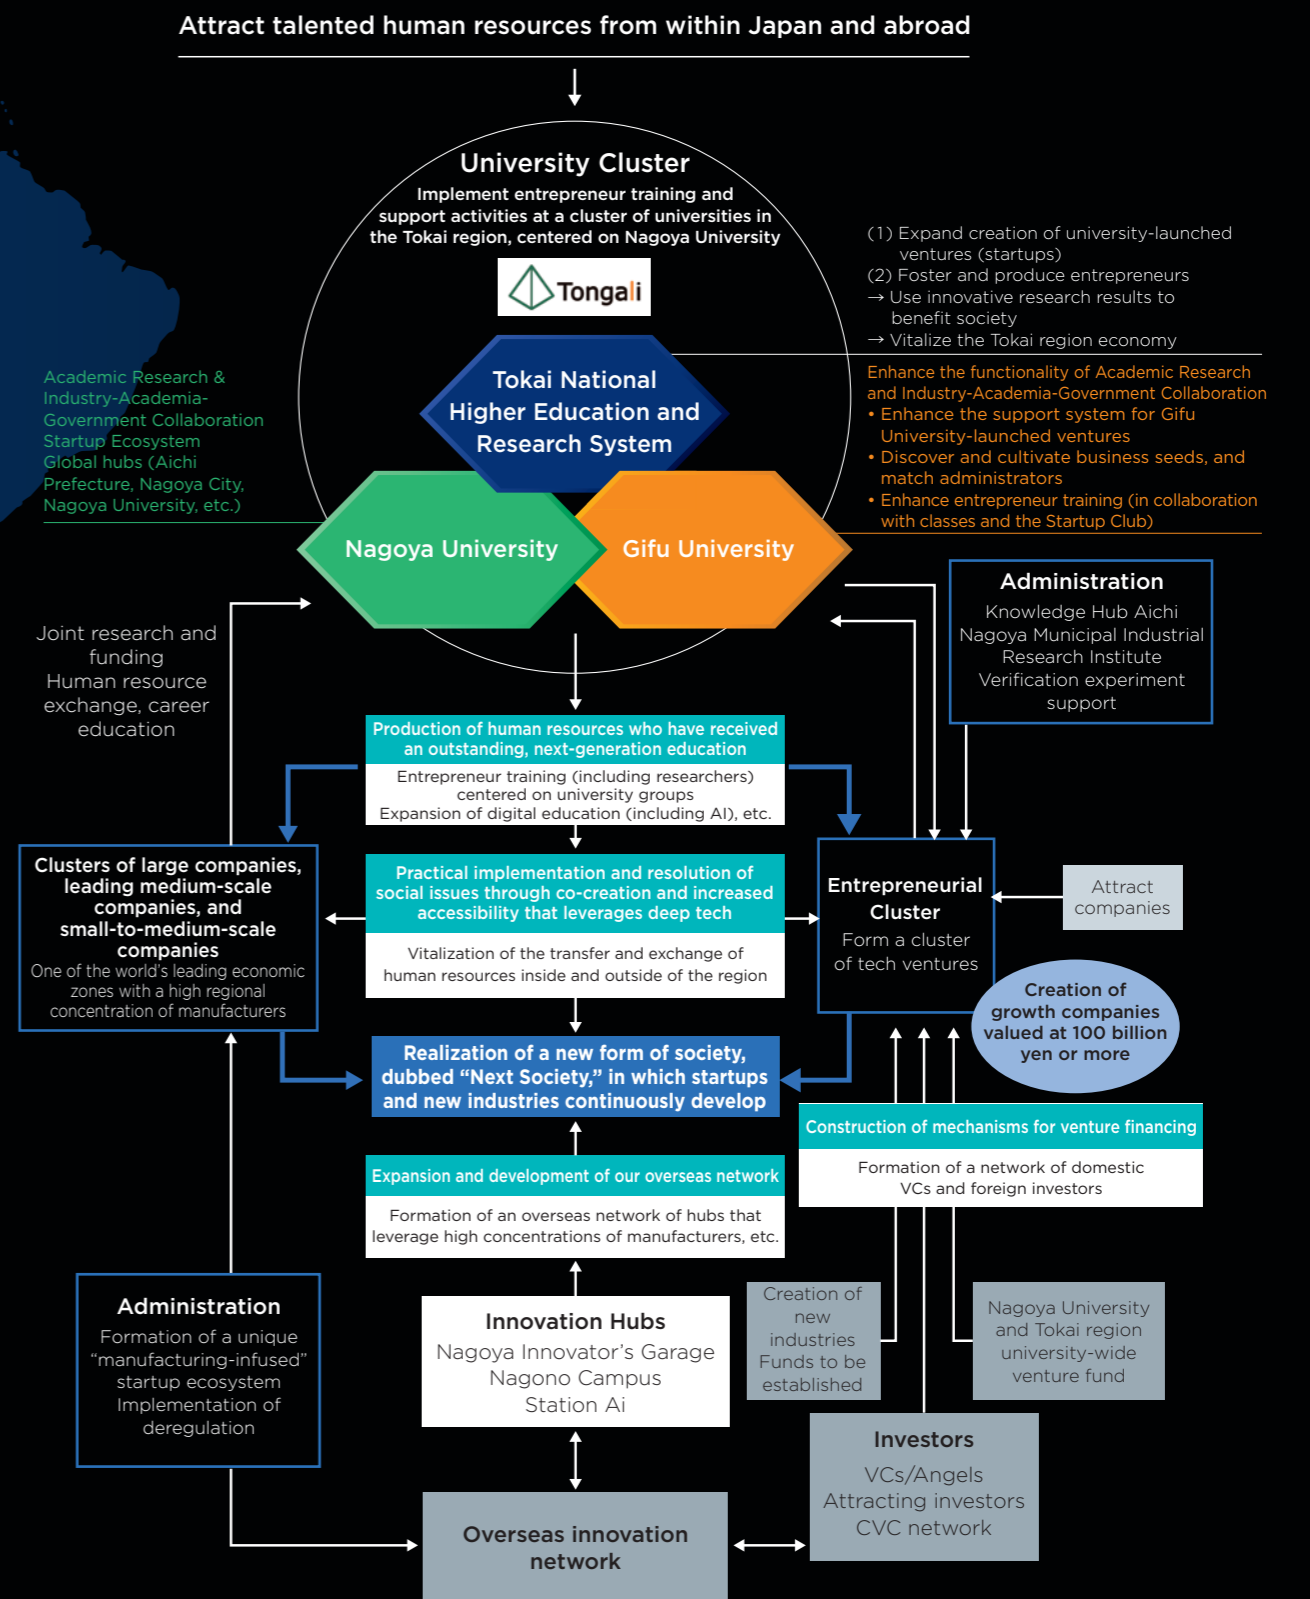 Attract talented human resources from within Japan and abroad
University Cluster
Implement entrepreneur training and
support activities at a cluster of universities in
the Tokai region, centered on Nagoya University
Tongali
(1) Expand creation of university-launched
ventures (startups)
(2) Foster and produce entrepreneurs
→ Use innovative research results to
benefit society
→ Vitalize the Tokai region economy
Tokai National
Higher Education and
Research System
Academic Research &
Industry-Academia-
Government Collaboration
Startup Ecosystem
Global hubs (Aichi
Prefecture, Nagoya City,
Nagoya University, etc.)
Enhance the functionality of Academic Research
and Industry-Academia-Government Collaboration
• Enhance the support system for Gifu
University-launched ventures
• Discover and cultivate business seeds, and
match administrators
• Enhance entrepreneur training (in collaboration
with classes and the Startup Club)
Nagoya University
Gifu University
Administration
Knowledge Hub Aichi
Nagoya Municipal Industrial
Research Institute
Verification experiment
support
Joint research and
funding
Human resource
exchange, career
education
Production of human resources who have received
an outstanding, next-generation education
Entrepreneur training (including researchers)
centered on university groups
Expansion of digital education (including AI), etc.
Clusters of large companies,
leading medium-scale
companies, and
small-to-medium-scale
companies
One of the world's leading economic
zones with a high regional
concentration of manufacturers
Practical implementation and resolution of
social issues through co-creation and increased
accessibility that leverages deep tech
Vitalization of the transfer and exchange of
human resources inside and outside of the region
Entrepreneurial
Cluster
Form a cluster
of tech ventures
Attract
companies
Creation of
growth companies
valued at 100 billion
yen or more
Realization of a new form of society,
dubbed “Next Society,” in which startups
and new industries continuously develop
Construction of mechanisms for venture financing
Formation of a network of domestic
VCs and foreign investors
Expansion and development of our overseas network
Formation of an overseas network of hubs that
leverage high concentrations of manufacturers, etc.
Administration
Formation of a unique
“manufacturing-infused”
startup ecosystem
Implementation of
deregulation
Innovation Hubs
Nagoya Innovator's Garage
Nagono Campus
Station Ai
Creation of
new
industries
Funds to be
established
Nagoya University
and Tokai region
university-wide
venture fund
Investors
VCs/Angels
Attracting investors
CVC network
Overseas innovation
network